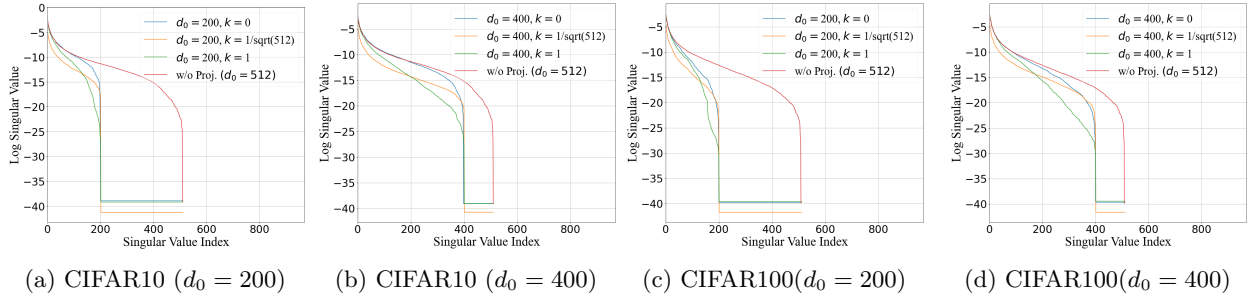 Log Singular Value
−5
−10
−15
−20
−25
−30
−35
−40
0 200 400 600 800
Singular Value Index
d₀ = 200, k = 0
d₀ = 200, k = 1/sqrt(512)
d₀ = 200, k = 1
w/o Proj. (d₀ = 512)
(a) CIFAR10 (d₀ = 200)
Log Singular Value
−5
−10
−15
−20
−25
−30
−35
−40
0 200 400 600 800
Singular Value Index
d₀ = 400, k = 0
d₀ = 400, k = 1/sqrt(512)
d₀ = 400, k = 1
w/o Proj. (d₀ = 512)
(b) CIFAR10 (d₀ = 400)
Log Singular Value
−5
−10
−15
−20
−25
−30
−35
−40
0 200 400 600 800
Singular Value Index
d₀ = 200, k = 0
d₀ = 200, k = 1/sqrt(512)
d₀ = 200, k = 1
w/o Proj. (d₀ = 512)
(c) CIFAR100(d₀ = 200)
Log Singular Value
−5
−10
−15
−20
−25
−30
−35
−40
0 200 400 600 800
Singular Value Index
d₀ = 400, k = 0
d₀ = 400, k = 1/sqrt(512)
d₀ = 400, k = 1
w/o Proj. (d₀ = 512)
(d) CIFAR100(d₀ = 400)